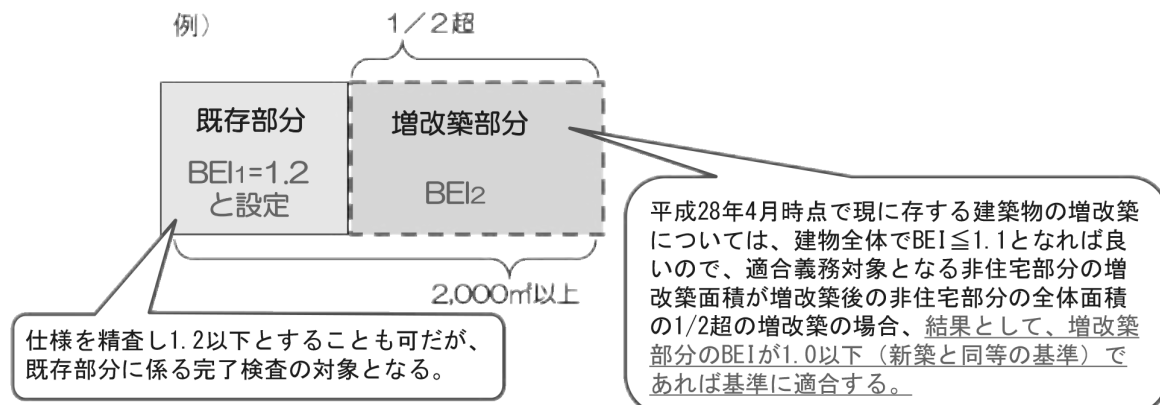 例）
1／2超
既存部分
BEI1=1.2
と設定
増改築部分
BEI2
2,000㎡以上
仕様を精査し1.2以下とすることも可だが、
既存部分に係る完了検査の対象となる。
平成28年4月時点で現に存する建築物の増改築
については、建物全体でBEI≦1.1となれば良
いので、適合義務対象となる非住宅部分の増
改築面積が増改築後の非住宅部分の全体面積
の1/2超の増改築の場合、結果として、増改築
部分のBEIが1.0以下（新築と同等の基準）で
あれば基準に適合する。